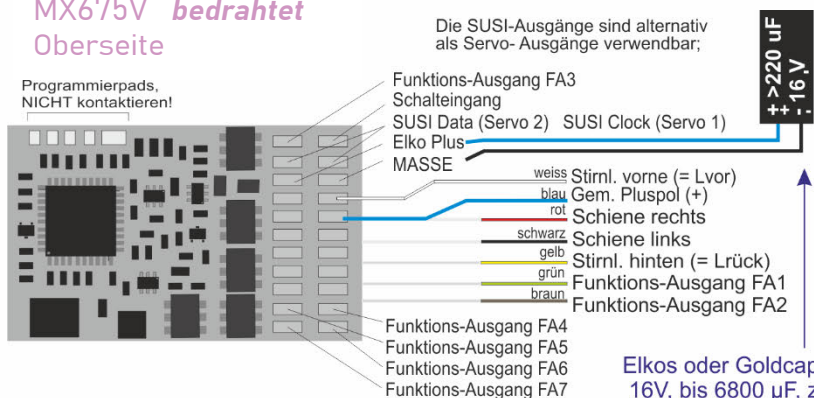 MX675V bedrahtet
Oberseite
Programmierpads,
NICHT kontaktieren!
Die SUSI-Ausgänge sind alternativ
als Servo- Ausgänge verwendbar;
Funktions-Ausgang FA3
Schalteingang
SUSI Data (Servo 2) SUSI Clock (Servo 1)
Elko Plus
MASSE
+ >220 uF
+
- 16 V
-
weiss Stirnl. vorne (= Lvor)
blau Gem. Pluspol (+)
rot Schiene rechts
schwarz Schiene links
gelb Stirnl. hinten (= Lrück)
grün Funktions-Ausgang FA1
braun Funktions-Ausgang FA2
Funktions-Ausgang FA4
Funktions-Ausgang FA5
Funktions-Ausgang FA6
Funktions-Ausgang FA7
Elkos oder Goldcap
16V, bis 6800 µF, z